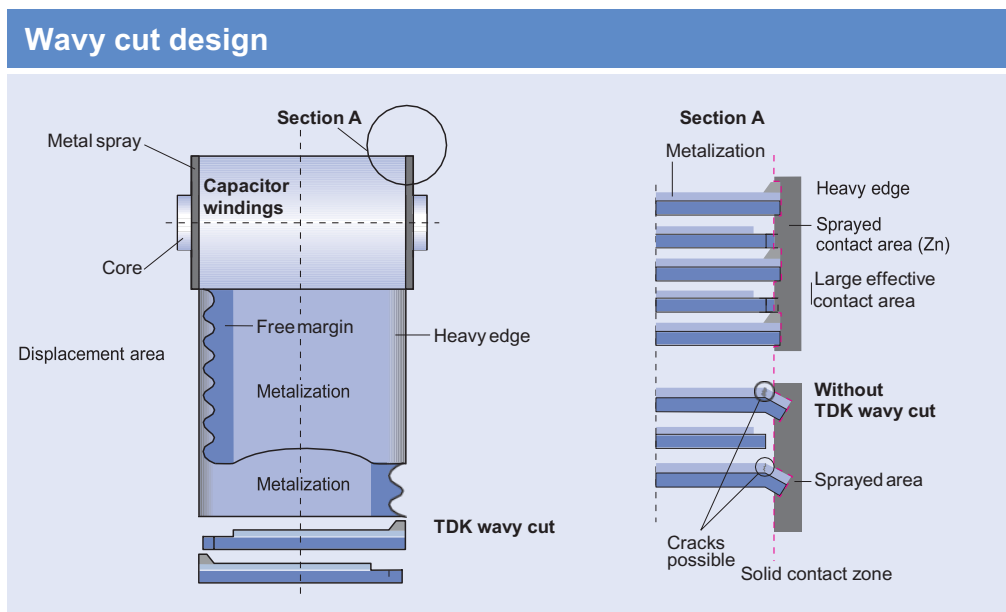 Wavy cut design
Section A
Metal spray
Capacitor
windings
Core
Free margin
Heavy edge
Displacement area
Metalization
Metalization
TDK wavy cut
Section A
Metalization
Heavy edge
Sprayed
contact area (Zn)
Large effective
contact area
Without
TDK wavy cut
Sprayed area
Cracks
possible
Solid contact zone